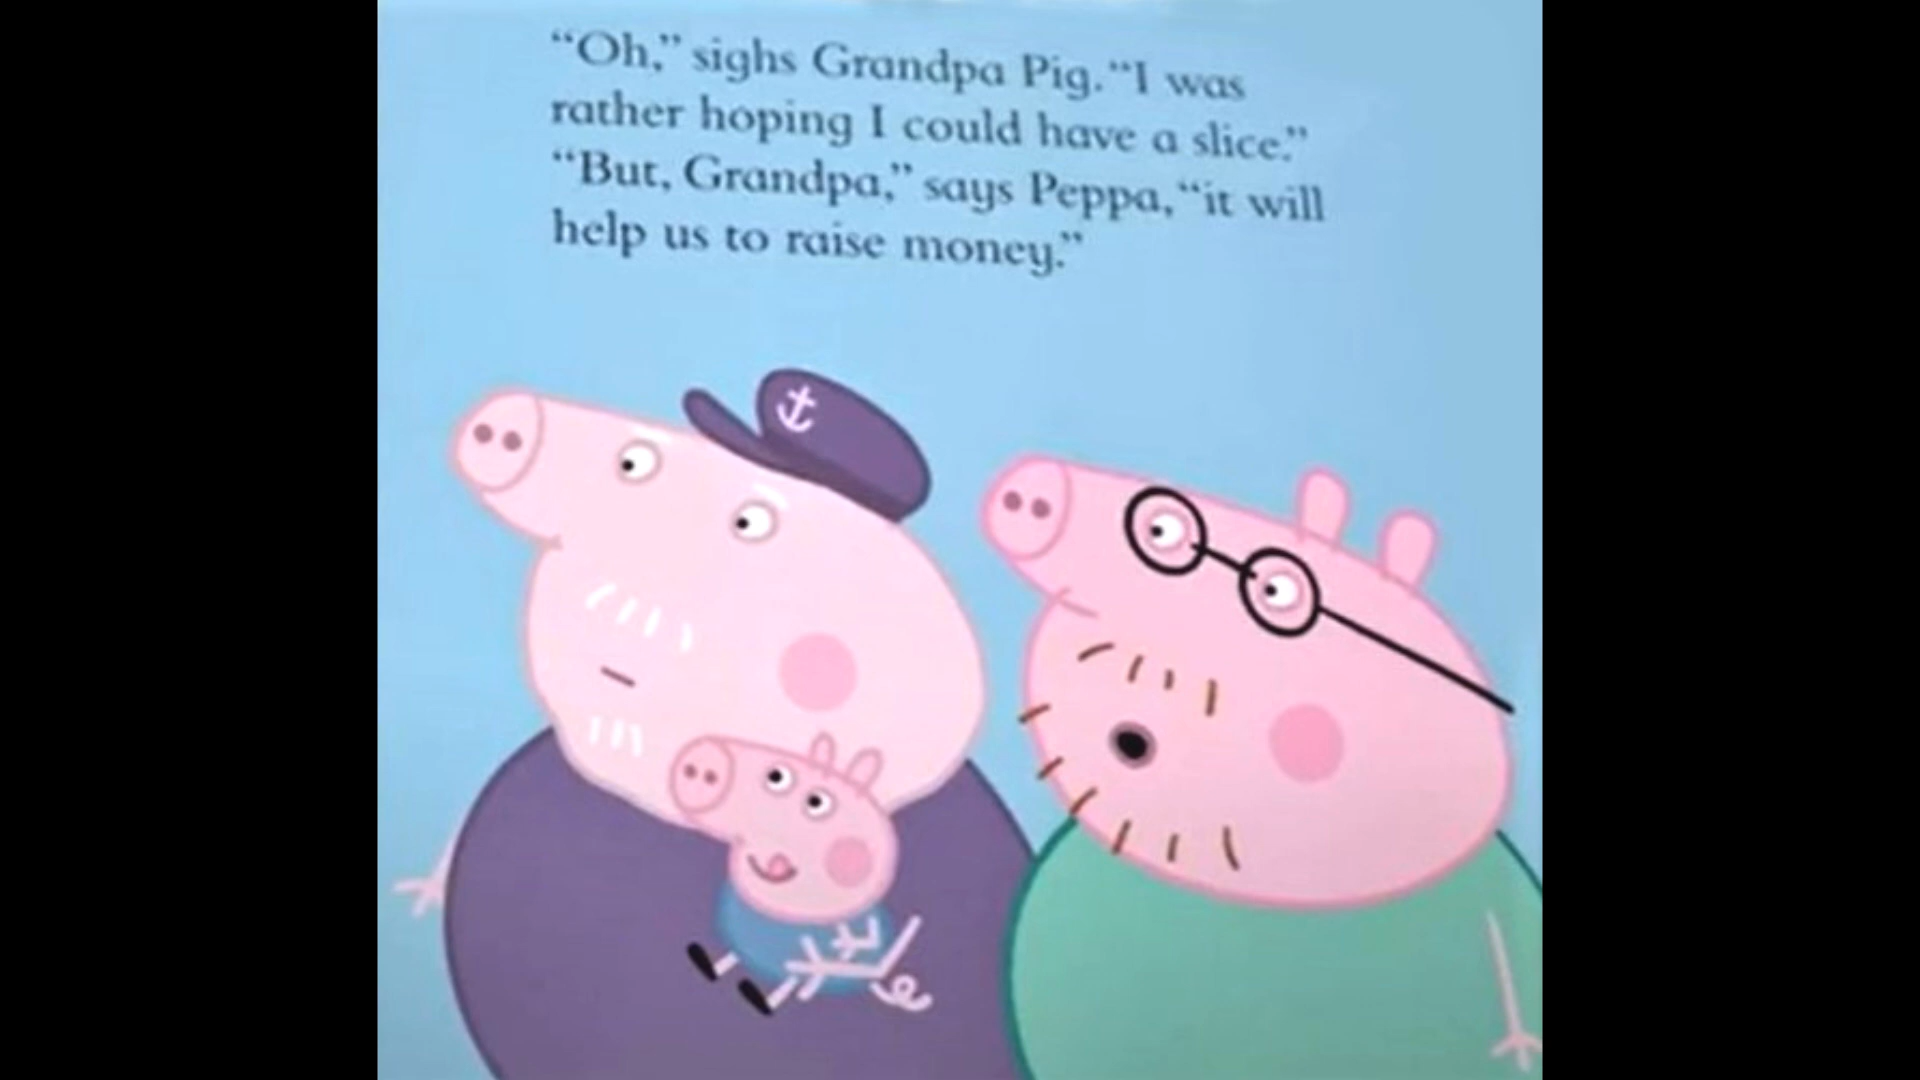 “Oh,” sighs Grandpa Pig. “I was
rather hoping I could have a slice.”
“But, Grandpa,” says Peppa, “it will
help us to raise money.”